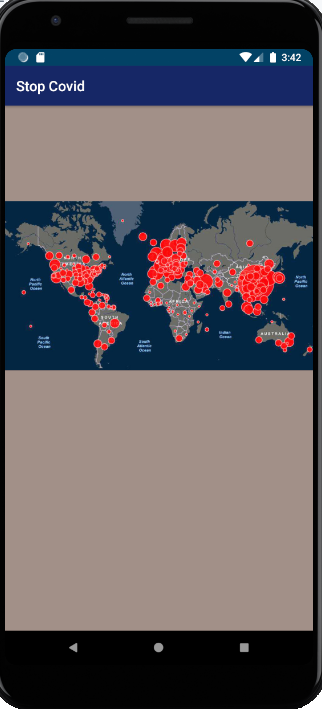 3:42
Stop Covid
North
Pacific
Ocean
North
Atlantic
Ocean
North
Pacific
Ocean
AFRICA
SOUTH
South
Pacific
Ocean
South
Atlantic
Ocean
Indian
Ocean
AUSTRALIA